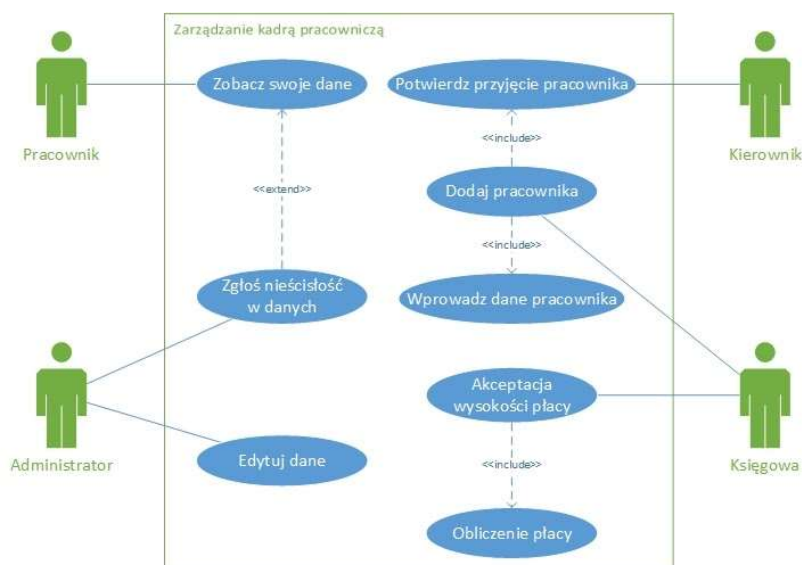 Zarządzanie kadrą pracowniczą
Zobacz swoje dane
Potwierdz przyjęcie pracownika
Pracownik
Kierownik
<<include>>
<<extend>>
Dodaj pracownika
<<include>>
Zgłoś nieścisłość
w danych
Wprowadz dane pracownika
Akceptacja
wysokości płacy
Administrator
Edytuj dane
<<include>>
Księgowa
Obliczenie płacy